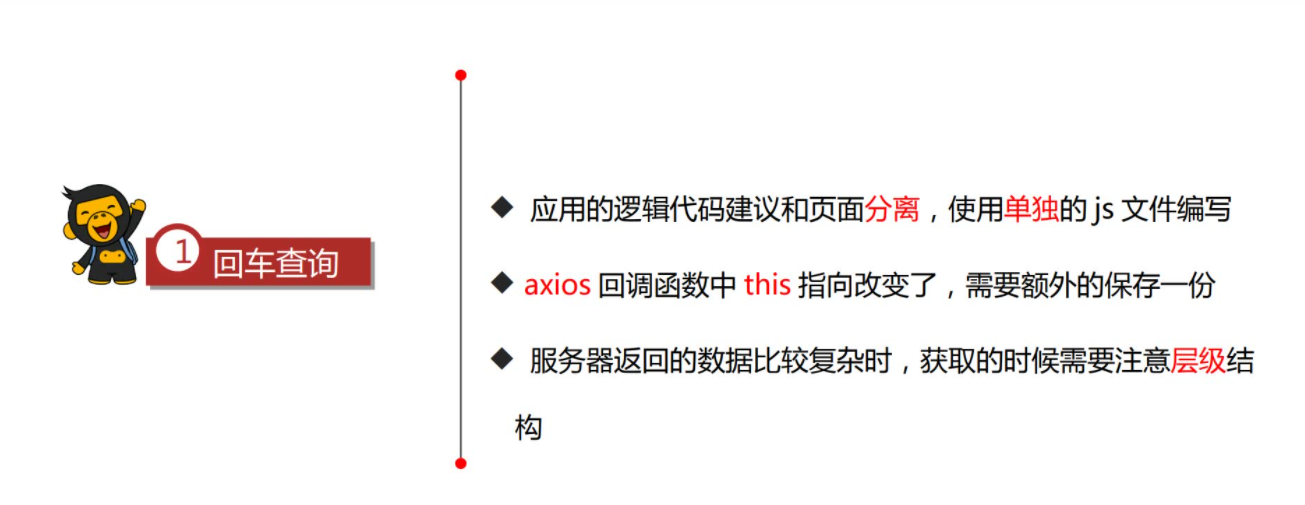 1 回车查询
◆ 应用的逻辑代码建议和页面分离，使用单独的 js 文件编写
◆ axios 回调函数中 this 指向改变了，需要额外的保存一份
◆ 服务器返回的数据比较复杂时，获取的时候需要注意层级结
构